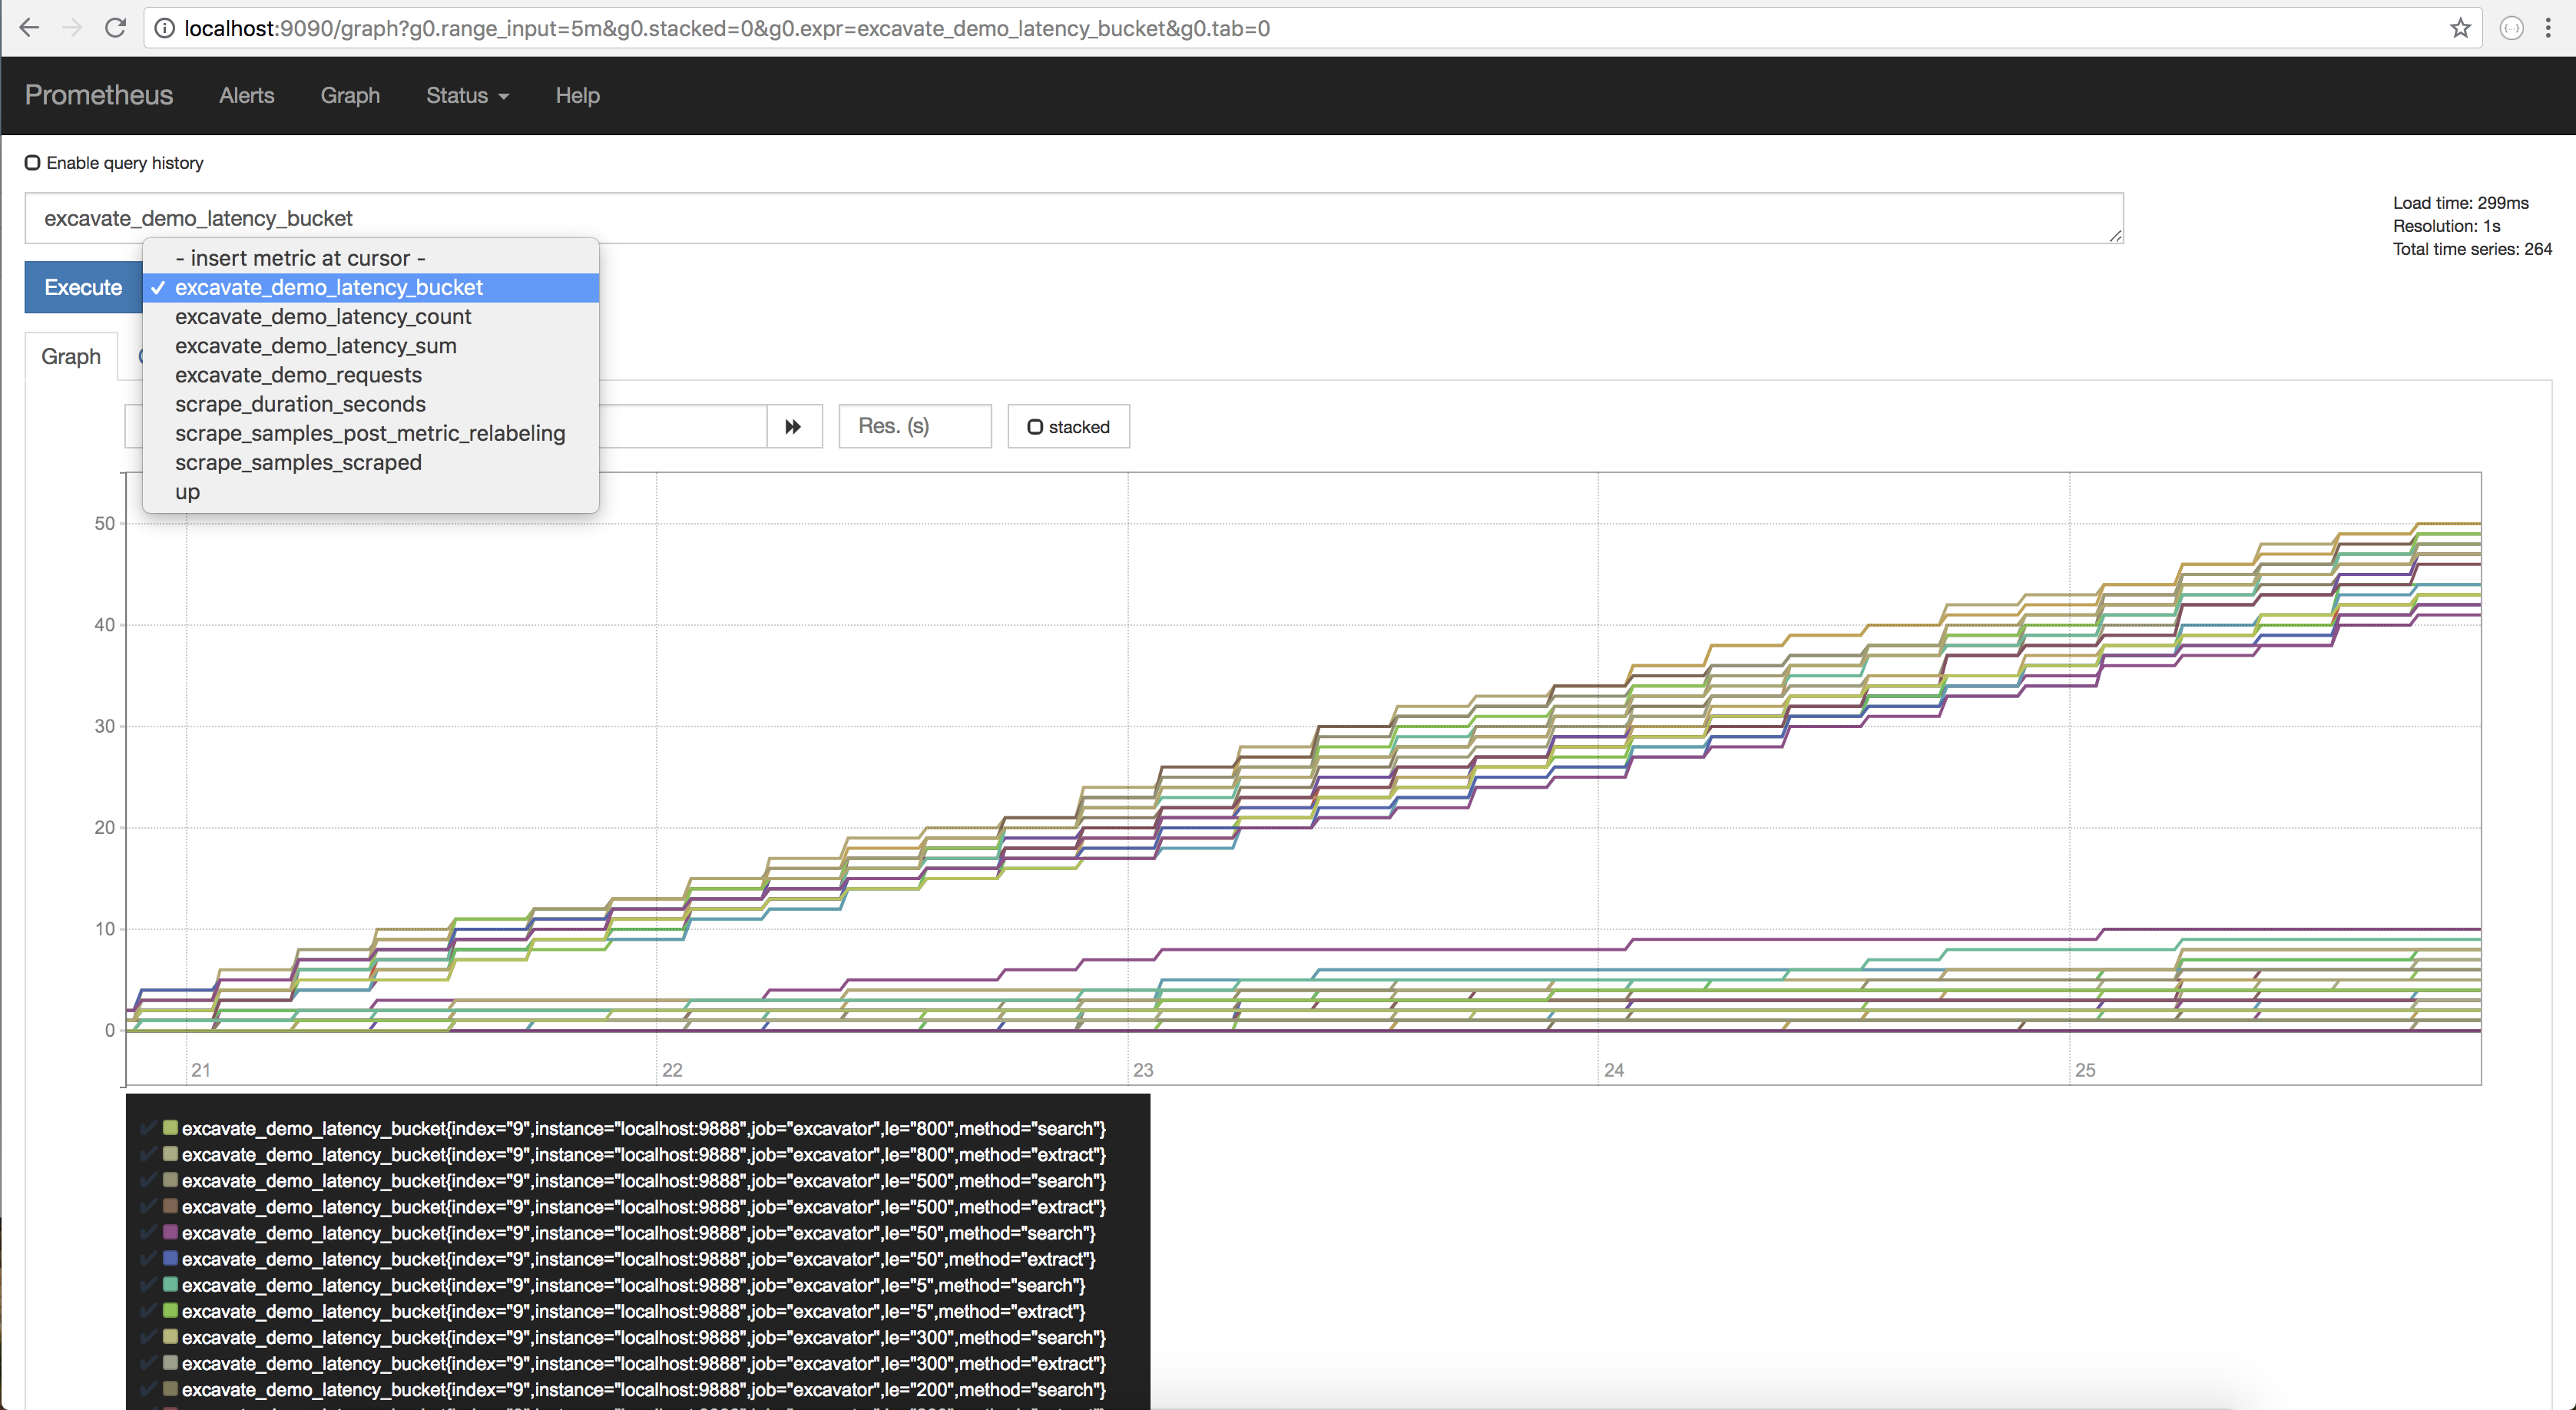 localhost:9090/graph?g0.range_input=5m&g0.stacked=0&g0.expr=excavate_demo_latency_bucket&g0.tab=0
Prometheus Alerts Graph Status Help
Enable query history
excavate_demo_latency_bucket
Load time: 299ms
Resolution: 1s
Total time series: 264
- insert metric at cursor -
Execute
✓ excavate_demo_latency_bucket
excavate_demo_latency_count
excavate_demo_latency_sum
Graph
excavate_demo_requests
scrape_duration_seconds
scrape_samples_post_metric_relabeling
scrape_samples_scraped
up
Res. (s)
stacked
50
40
30
20
10
0
21 22 23 24 25
excavate_demo_latency_bucket{index="9",instance="localhost:9888",job="excavator",le="800",method="search"}
excavate_demo_latency_bucket{index="9",instance="localhost:9888",job="excavator",le="800",method="extract"}
excavate_demo_latency_bucket{index="9",instance="localhost:9888",job="excavator",le="500",method="search"}
excavate_demo_latency_bucket{index="9",instance="localhost:9888",job="excavator",le="500",method="extract"}
excavate_demo_latency_bucket{index="9",instance="localhost:9888",job="excavator",le="50",method="search"}
excavate_demo_latency_bucket{index="9",instance="localhost:9888",job="excavator",le="50",method="extract"}
excavate_demo_latency_bucket{index="9",instance="localhost:9888",job="excavator",le="5",method="search"}
excavate_demo_latency_bucket{index="9",instance="localhost:9888",job="excavator",le="5",method="extract"}
excavate_demo_latency_bucket{index="9",instance="localhost:9888",job="excavator",le="300",method="search"}
excavate_demo_latency_bucket{index="9",instance="localhost:9888",job="excavator",le="300",method="extract"}
excavate_demo_latency_bucket{index="9",instance="localhost:9888",job="excavator",le="200",method="search"}